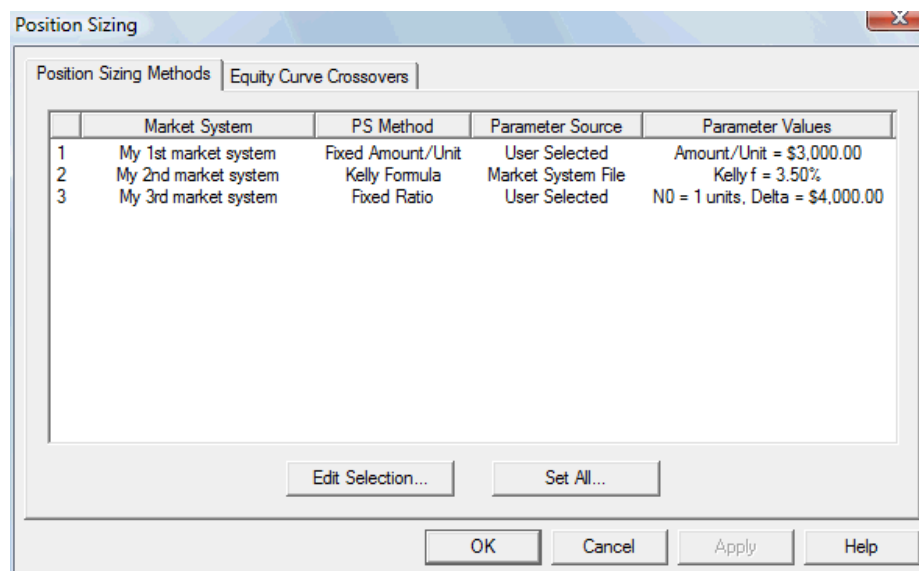 Position Sizing
X
Position Sizing Methods Equity Curve Crossovers
Market System PS Method Parameter Source Parameter Values
1 My 1st market system Fixed Amount/Unit User Selected Amount/Unit = $3,000.00
2 My 2nd market system Kelly Formula Market System File Kelly f = 3.50%
3 My 3rd market system Fixed Ratio User Selected N0 = 1 units, Delta = $4,000.00
Edit Selection... Set All...
OK Cancel Apply Help